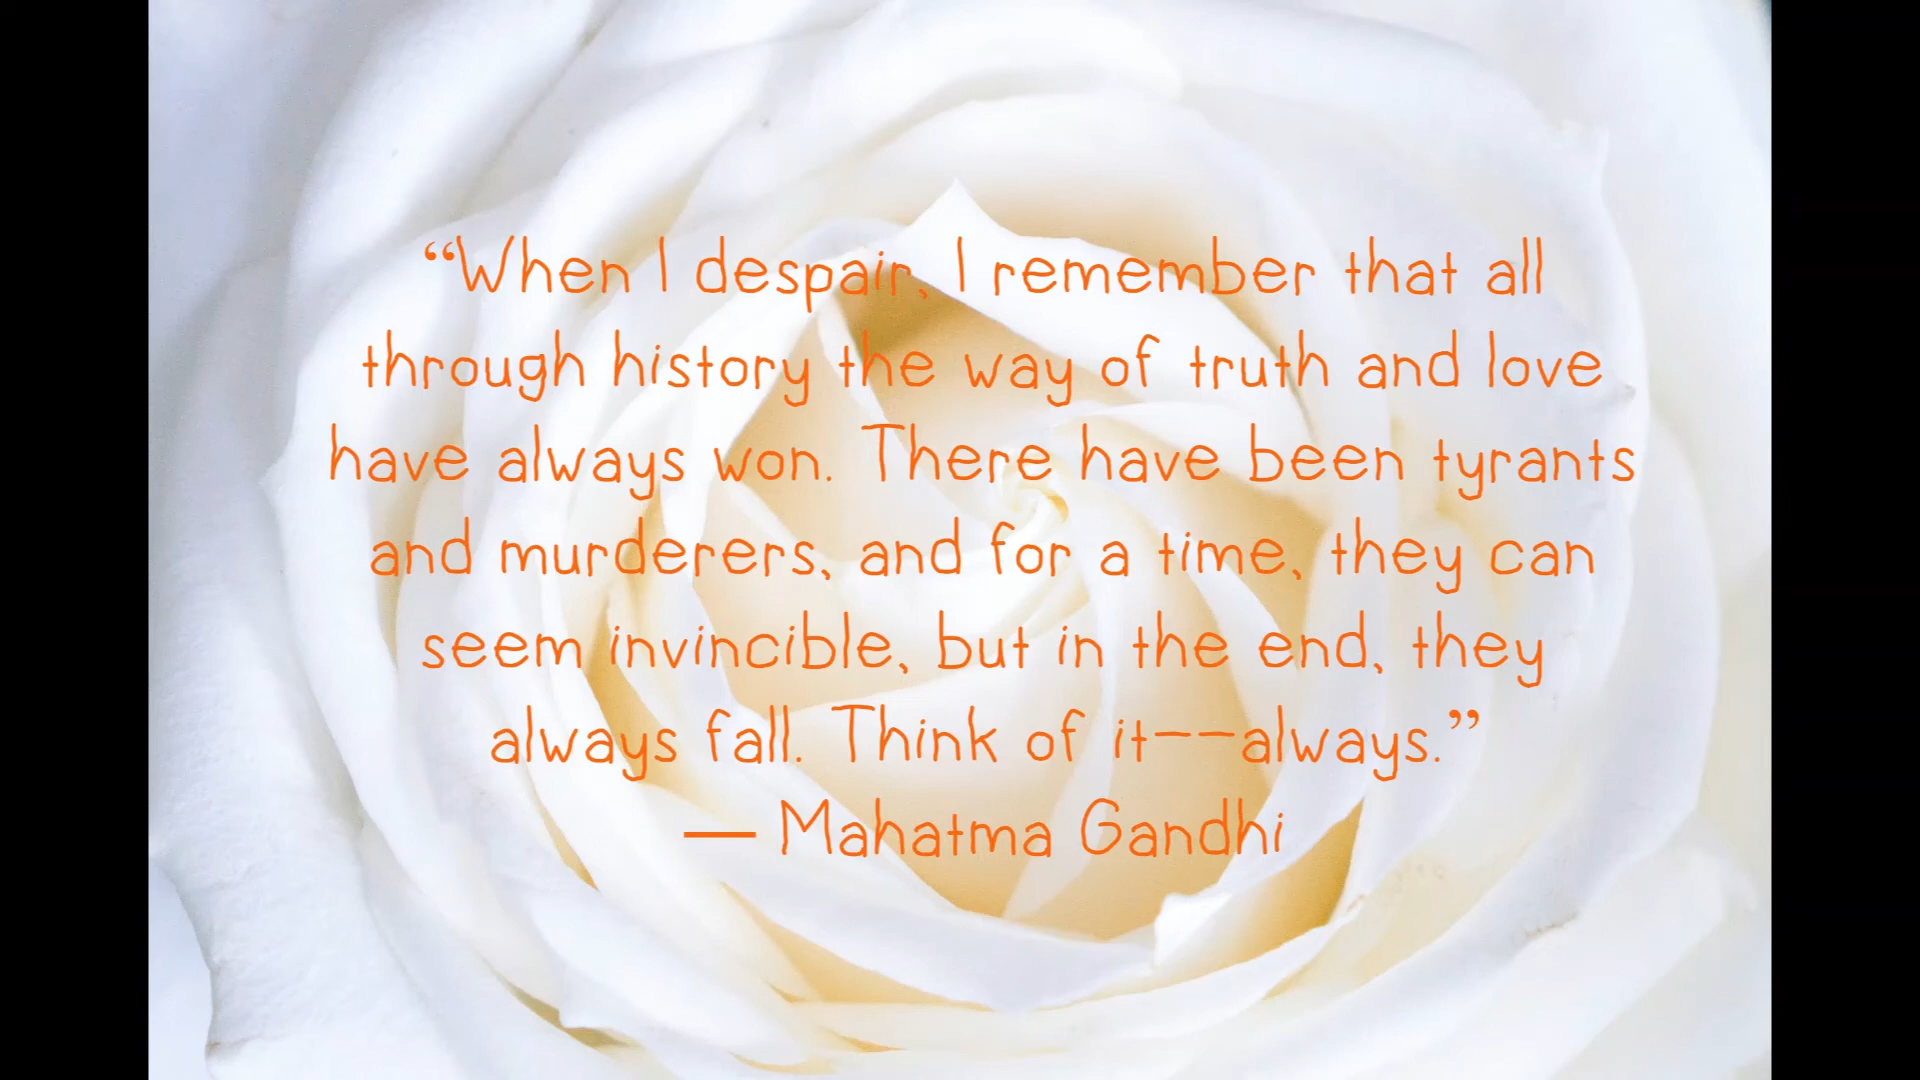 “When I despair, I remember that all
through history the way of truth and love
have always won. There have been tyrants
and murderers, and for a time, they can
seem invincible, but in the end, they
always fall. Think of it--always.”
― Mahatma Gandhi